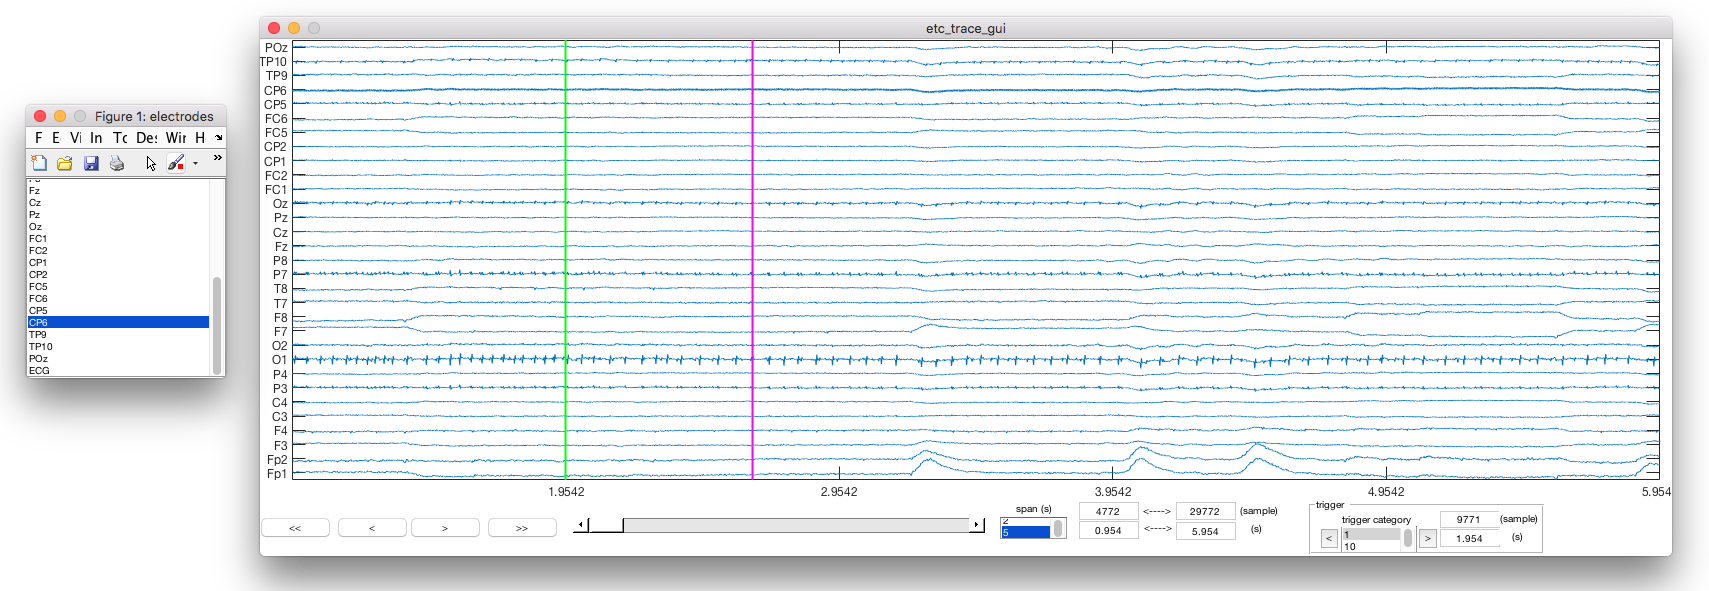 Figure 1: electrodes
F E Vi In To De: Wir H
»
Fz
Cz
Pz
Oz
FC1
FC2
CP1
CP2
FC5
FC6
CP5
CP6
TP9
TP10
POz
ECG
etc_trace_gui
POz
TP10
TP9
CP6
CP5
FC6
FC5
CP2
CP1
FC2
FC1
Oz
Pz
Cz
Fz
P8
P7
T8
T7
F8
F7
O2
O1
P4
P3
C4
C3
F4
F3
Fp2
Fp1
1.9542 2.9542 3.9542 4.9542 5.954
<< < > >>
span (s)
2
5
4772 <----> 29772 (sample)
0.954 <----> 5.954 (s)
trigger
trigger category
< 1 >
10
9771 (sample)
1.954 (s)